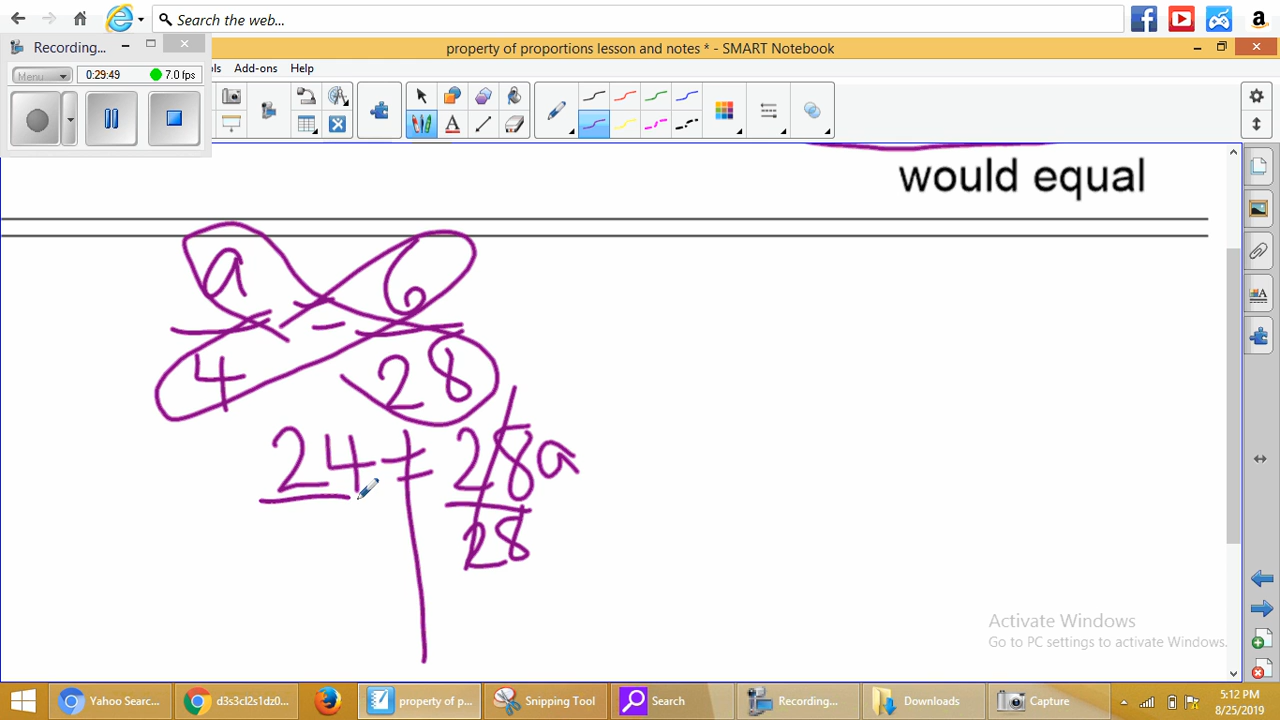 Search the web...
Recording...
property of proportions lesson and notes * - SMART Notebook
Menu
0:29:49
7.0 fps
ols Add-ons Help
would equal
a = 6
4 28
24 = 28a
28
Activate Windows
Go to PC settings to activate Windows.
Yahoo Searc...
d3s3cl2s1dz0...
property of p...
Snipping Tool
Search
Recording...
Downloads
Capture
5:12 PM
8/25/2019